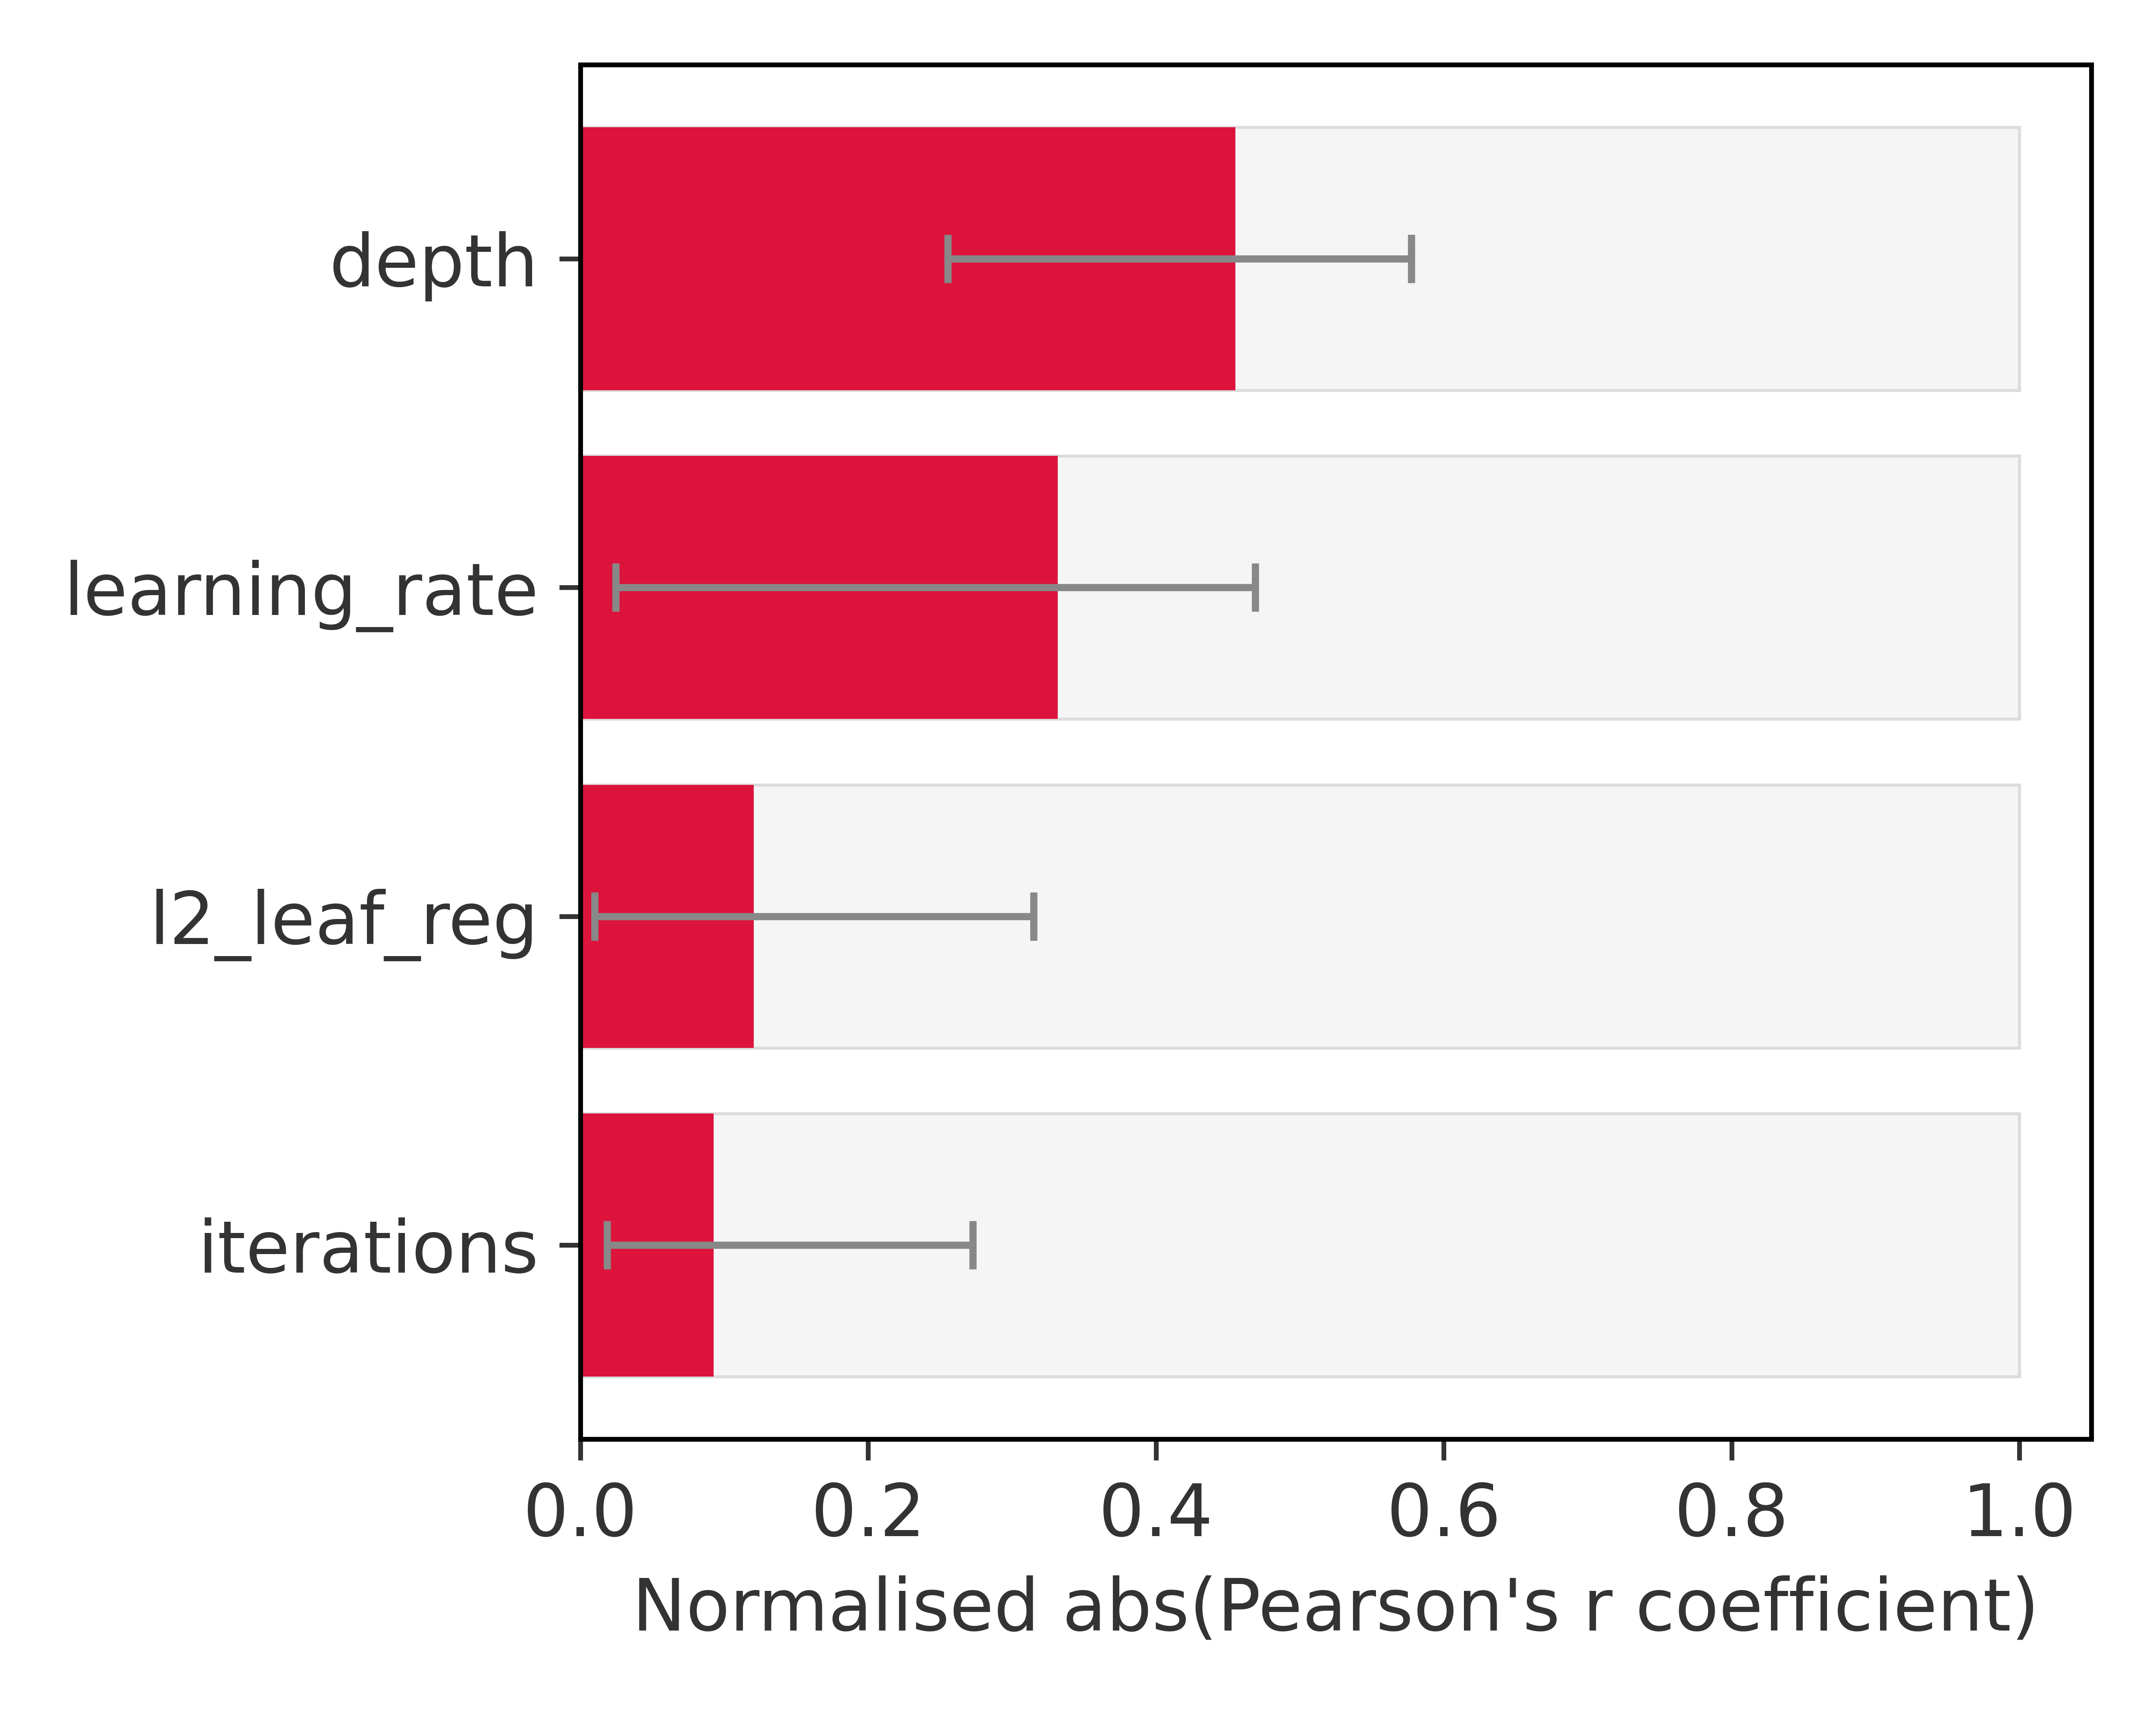 depth
learning_rate
l2_leaf_reg
iterations
0.0 0.2 0.4 0.6 0.8 1.0
Normalised abs(Pearson's r coefficient)